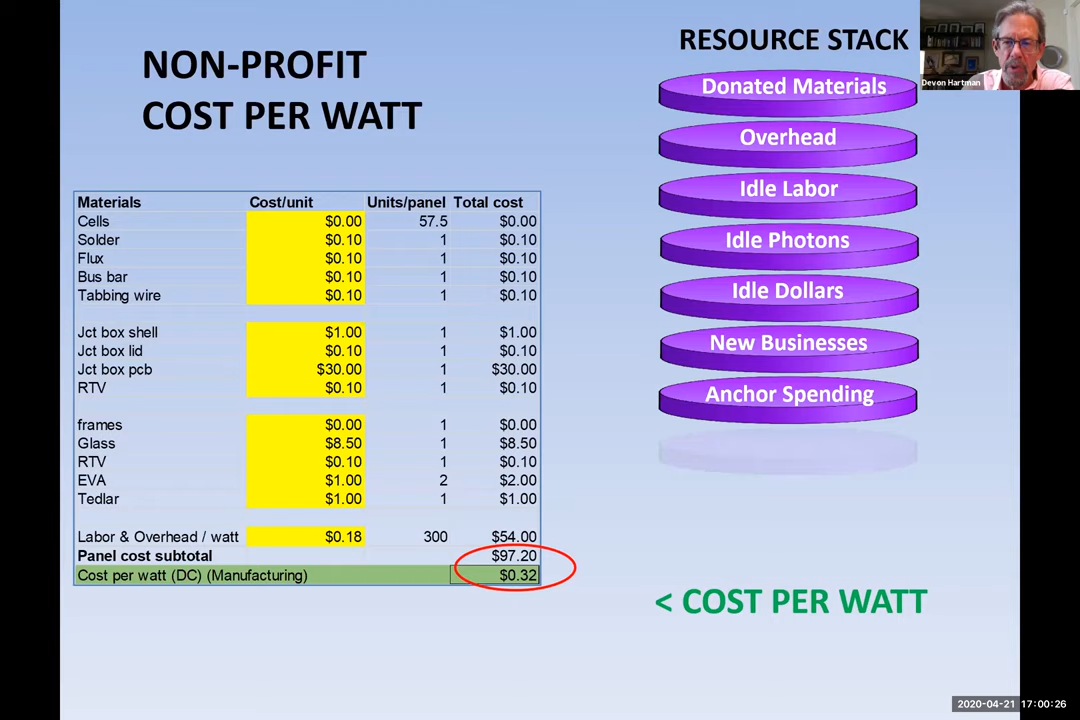 NON-PROFIT
COST PER WATT
Materials Cost/unit Units/panel Total cost
Cells $0.00 57.5 $0.00
Solder $0.10 1 $0.10
Flux $0.10 1 $0.10
Bus bar $0.10 1 $0.10
Tabbing wire $0.10 1 $0.10
Jct box shell $1.00 1 $1.00
Jct box lid $0.10 1 $0.10
Jct box pcb $30.00 1 $30.00
RTV $0.10 1 $0.10
frames $0.00 1 $0.00
Glass $8.50 1 $8.50
RTV $0.10 1 $0.10
EVA $1.00 2 $2.00
Tedlar $1.00 1 $1.00
Labor & Overhead / watt $0.18 300 $54.00
Panel cost subtotal $97.20
Cost per watt (DC) (Manufacturing) $0.32
RESOURCE STACK
Donated Materials
Overhead
Idle Labor
Idle Photons
Idle Dollars
New Businesses
Anchor Spending
< COST PER WATT
Devon Hartman
2020-04-21 17:00:26